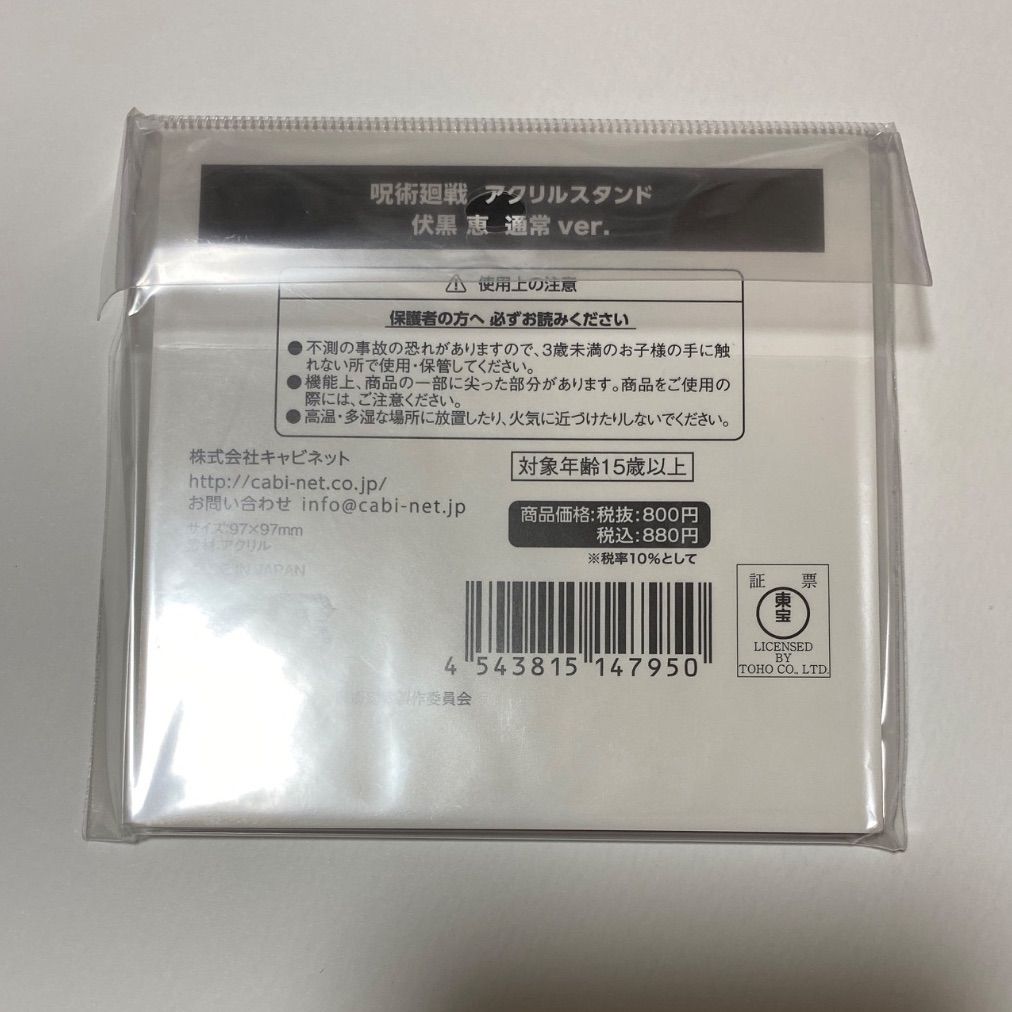 呪術廻戦 アクリルスタンド
伏黒 恵 通常 ver.
使用上の注意
保護者の方へ 必ずお読みください
●不測の事故の恐れがありますので、3歳未満のお子様の手に触
れない所で使用・保管してください。
●機能上、商品の一部に尖った部分があります。商品をご使用の
際には、ご注意ください。
●高温・多湿な場所に放置したり、火気に近づけたりしないでください。
株式会社キャビネット
http://cabi-net.co.jp/
お問い合わせ info@cabi-net.jp
サイズ:97×97mm
アクリル
IN JAPAN
対象年齢15歳以上
商品価格:税抜:800円
税込:880円
※税率10%として
4 543815 147950
証 票
東宝
LICENSED
BY
TOHO CO., LTD.
製作委員会